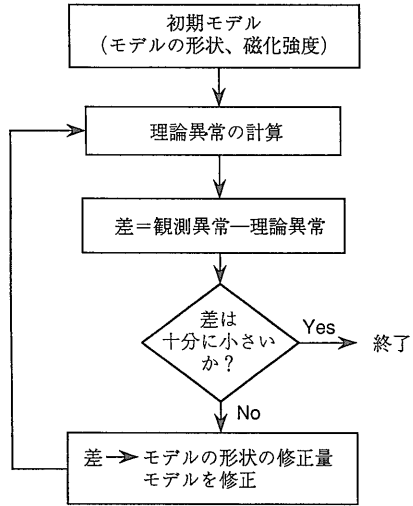 初期モデル
(モデルの形状、磁化強度)
理論異常の計算
差=観測異常—理論異常
差は
十分に小さい
か?
Yes
終了
No
差→モデルの形状の修正量
モデルを修正